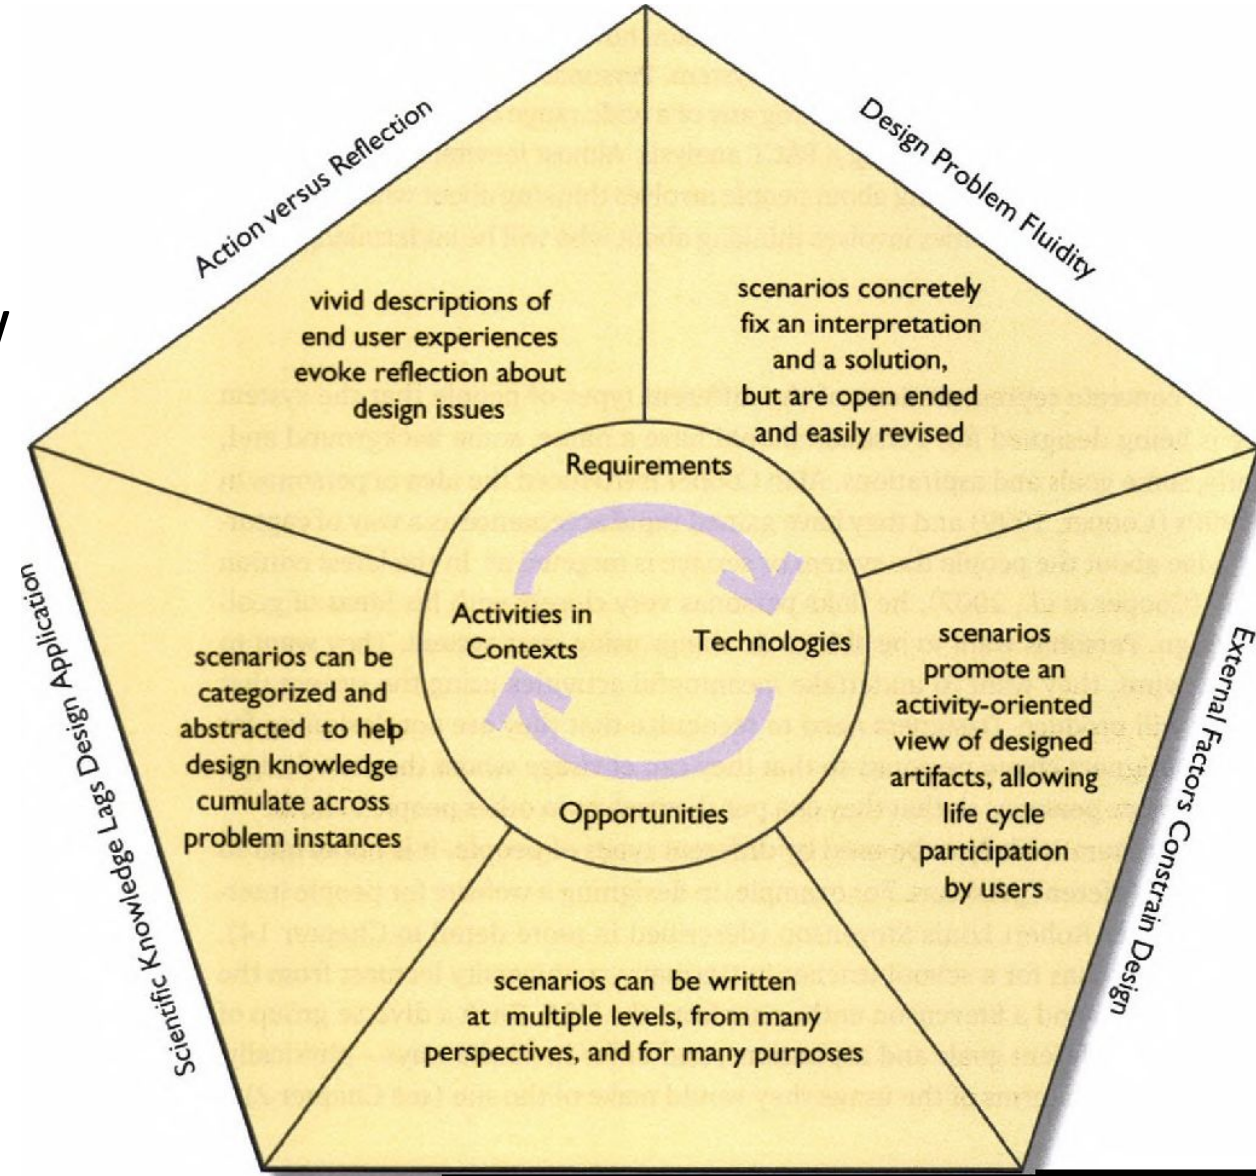 Action versus Reflection
Design Problem Fluidity
vivid descriptions of
end user experiences
evoke reflection about
design issues
scenarios concretely
fix an interpretation
and a solution,
but are open ended
and easily revised
Requirements
Activities in
Contexts
Technologies
Opportunities
Scientific Knowledge Lags Design Application
scenarios can be
categorized and
abstracted to help
design knowledge
cumulate across
problem instances
scenarios
promote an
activity-oriented
view of designed
artifacts, allowing
life cycle
participation
by users
External Factors Constrain Design
scenarios can be written
at multiple levels, from many
perspectives, and for many purposes